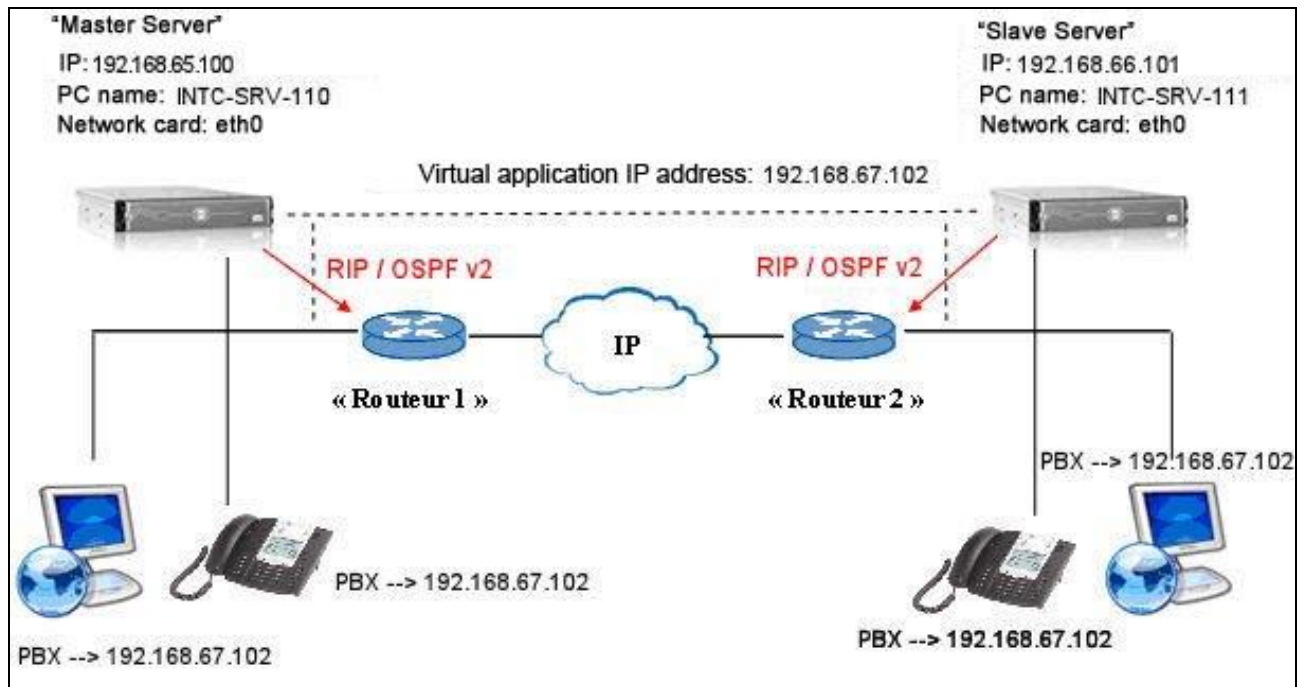 "Master Server"
IP: 192.168.65.100
PC name: INTC-SRV-110
Network card: eth0
"Slave Server"
IP: 192.168.66.101
PC name: INTC-SRV-111
Network card: eth0
Virtual application IP address: 192.168.67.102
RIP / OSPF v2
RIP / OSPF v2
IP
« Routeur 1 »
« Routeur 2 »
PBX --> 192.168.67.102
PBX --> 192.168.67.102
PBX --> 192.168.67.102
PBX --> 192.168.67.102